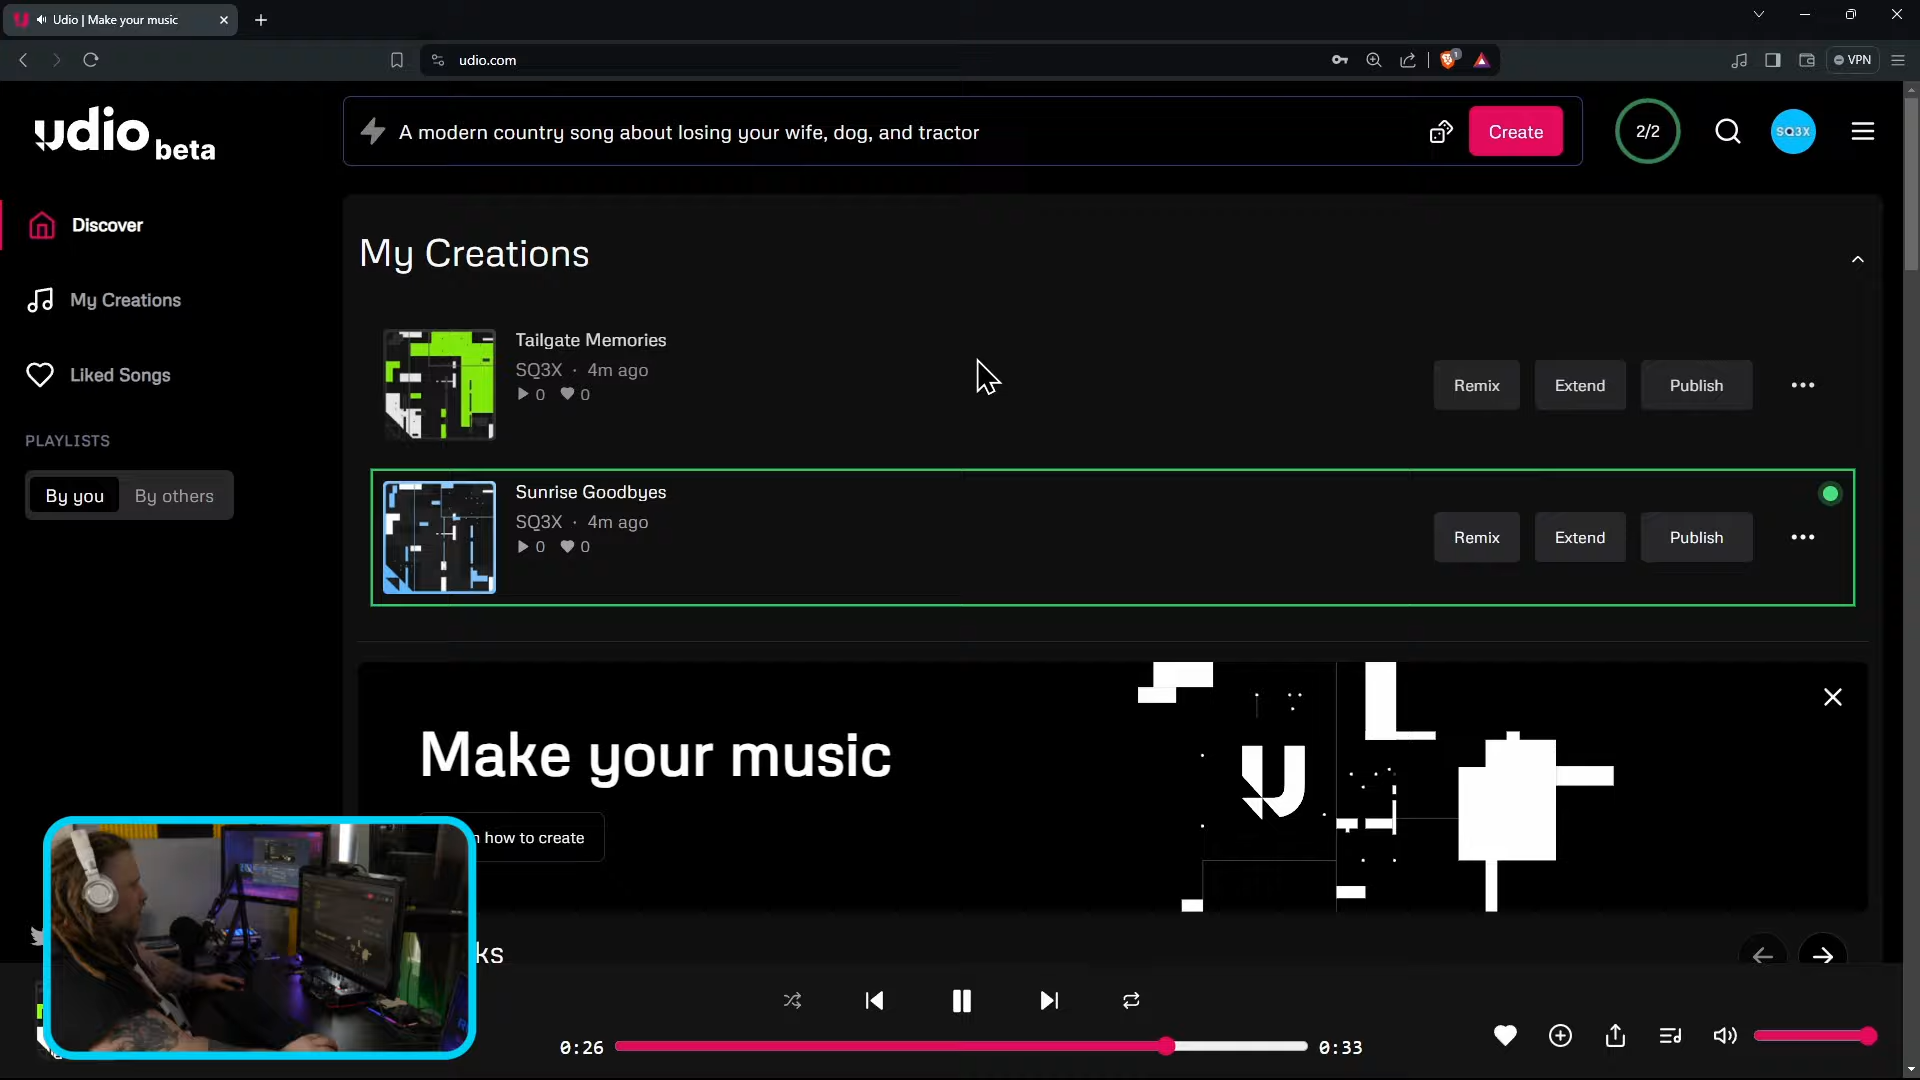 Udio | Make your music
udio.com
VPN
udio beta
A modern country song about losing your wife, dog, and tractor
Create
2/2
SQ3X
Discover
My Creations
Liked Songs
PLAYLISTS
By you
By others
My Creations
Tailgate Memories
SQ3X · 4m ago
0 0
Remix
Extend
Publish
Sunrise Goodbyes
SQ3X · 4m ago
0 0
Remix
Extend
Publish
Make your music
how to create
ks
0:26
0:33